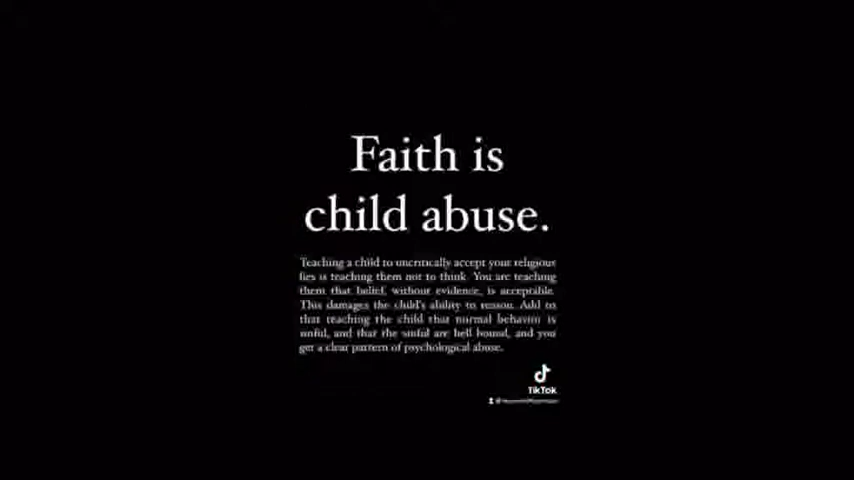 Faith is
child abuse.
Teaching a child to uncritically accept your religious
lies is teaching them not to think. You are teaching
them that belief, without evidence, is acceptable.
This damages the child's ability to reason. Add to
that teaching the child that normal behavior is
sinful, and that the sinful are hell bound, and you
get a clear pattern of psychological abuse.
TikTok